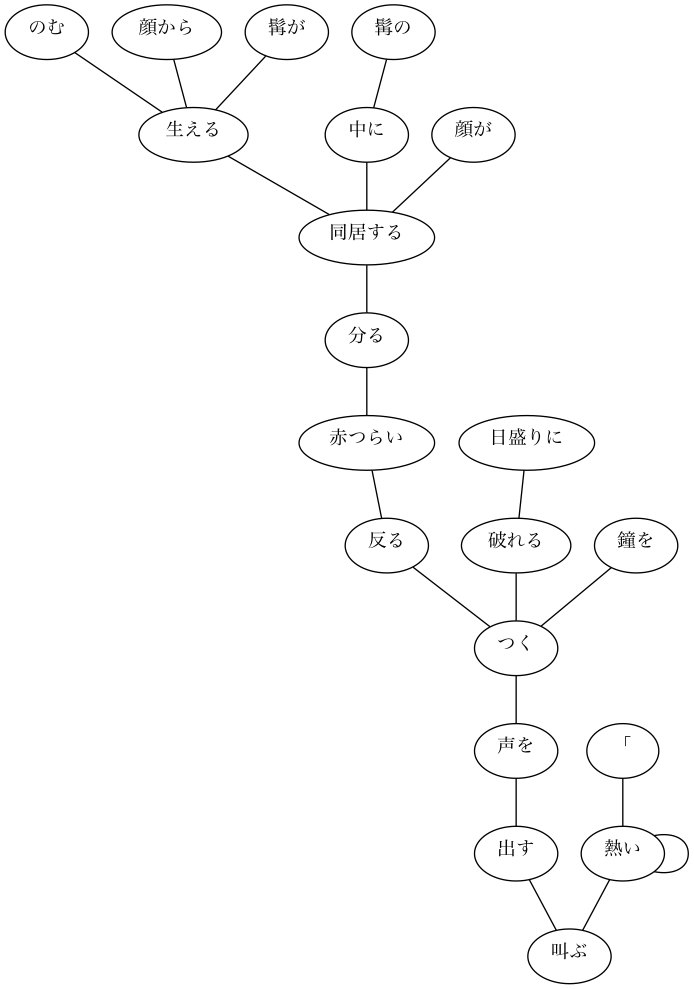 のむ
顔から
髯が
髯の
生える
中に
顔が
同居する
分る
赤つらい
日盛りに
反る
破れる
鐘を
つく
声を
「
出す
熱い
叫ぶ